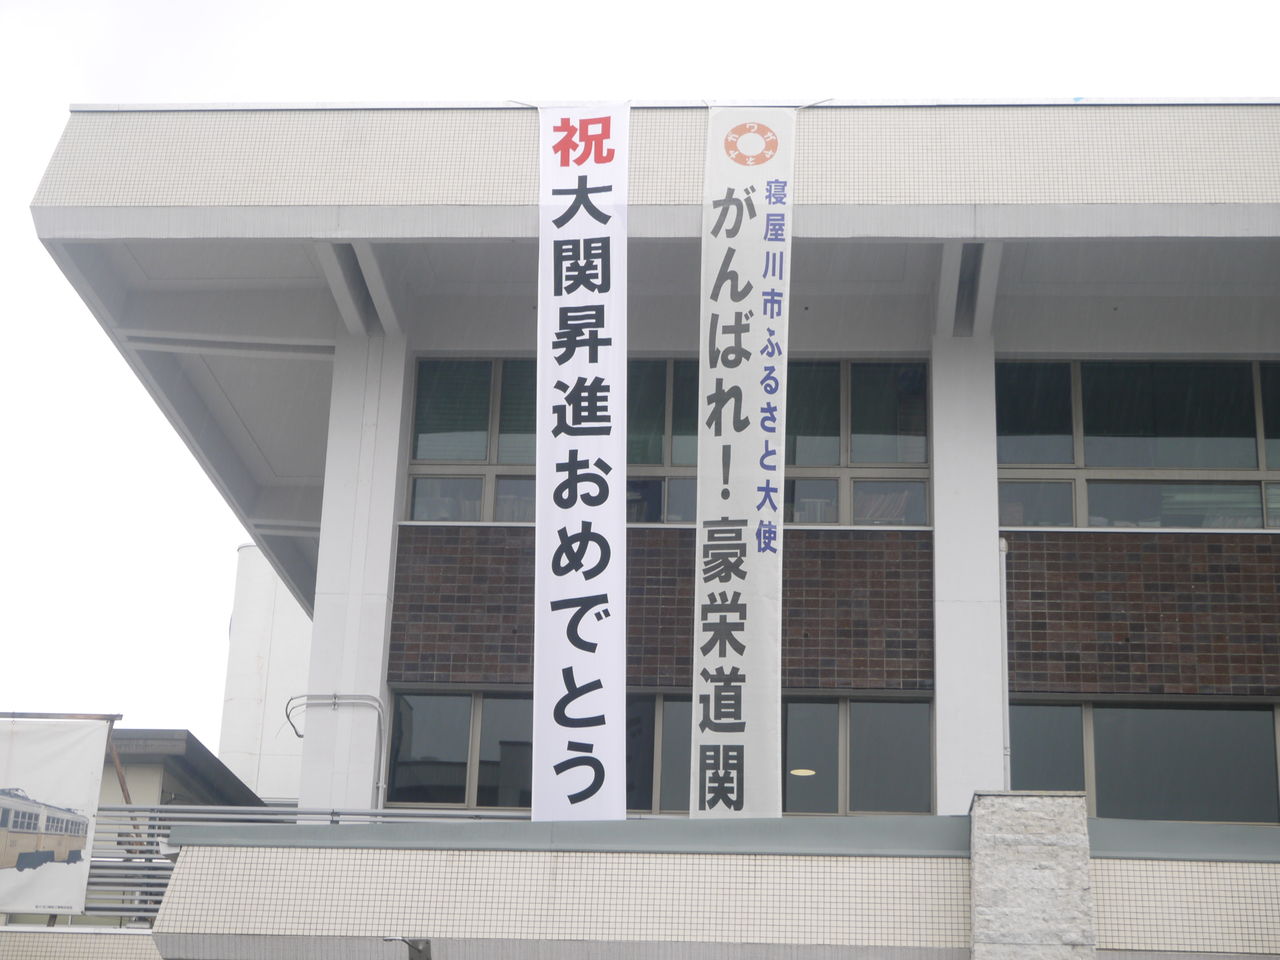 祝大関昇進おめでとう
寝屋川市ふるさと大使
がんばれ！豪栄道関